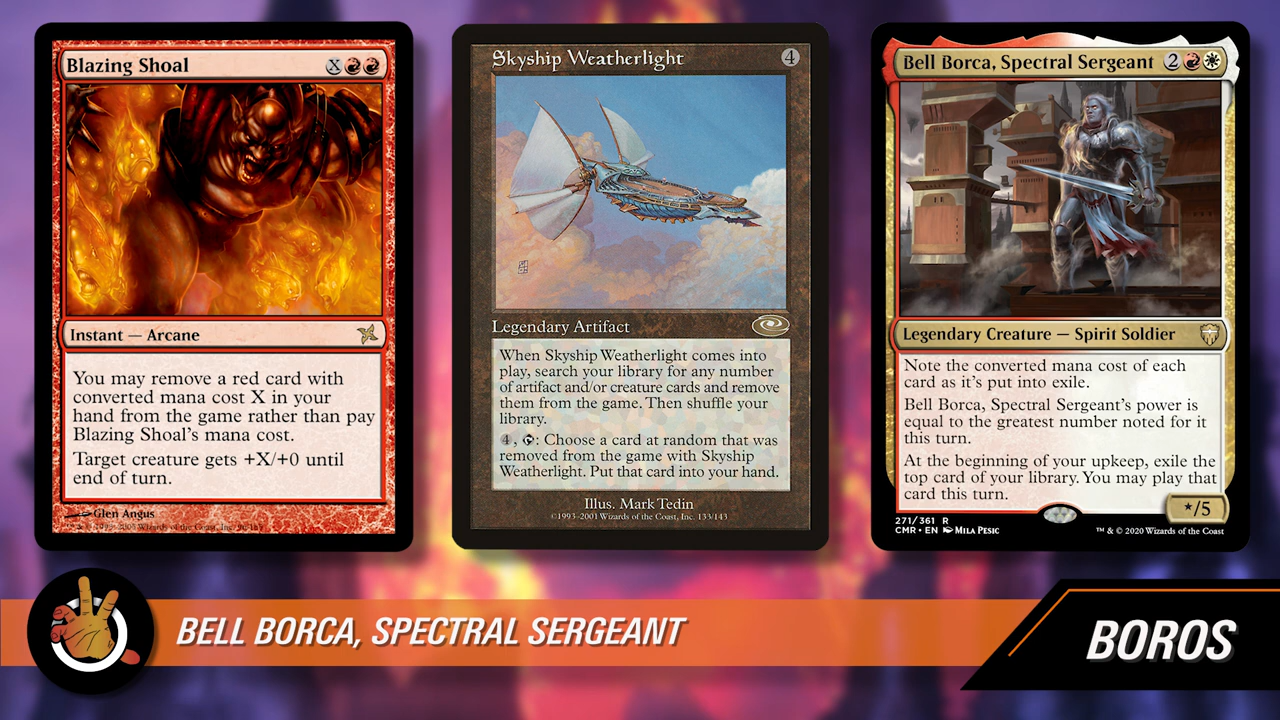 Blazing Shoal
X
Instant — Arcane
You may remove a red card with
converted mana cost X in your
hand from the game rather than pay
Blazing Shoal's mana cost.
Target creature gets +X/+0 until
end of turn.
Glen Angus
Skyship Weatherlight
4
Legendary Artifact
When Skyship Weatherlight comes into
play, search your library for any number
of artifact and/or creature cards and remove
them from the game. Then shuffle your
library.
4, : Choose a card at random that was
removed from the game with Skyship
Weatherlight. Put that card into your hand.
Illus. Mark Tedin
©1993-2001 Wizards of the Coast, Inc. 133/143
Bell Borca, Spectral Sergeant
2
Legendary Creature — Spirit Soldier
Note the converted mana cost of each
card as it's put into exile.
Bell Borca, Spectral Sergeant's power is
equal to the greatest number noted for it
this turn.
At the beginning of your upkeep, exile the
top card of your library. You may play that
card this turn.
*/5
271/361 R
CMR • EN MILA PESIC
™ & © 2020 Wizards of the Coast
BELL BORCA, SPECTRAL SERGEANT
BOROS